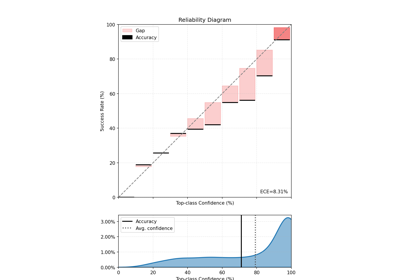 Reliability Diagram
100
80
60
40
20
0
Success Rate (%)
Gap
Accuracy
ECE=8.31%
Top-class Confidence (%)
3.00%
2.00%
1.00%
0.00%
Accuracy
Avg. confidence
0 20 40 60 80 100
Top-class Confidence (%)